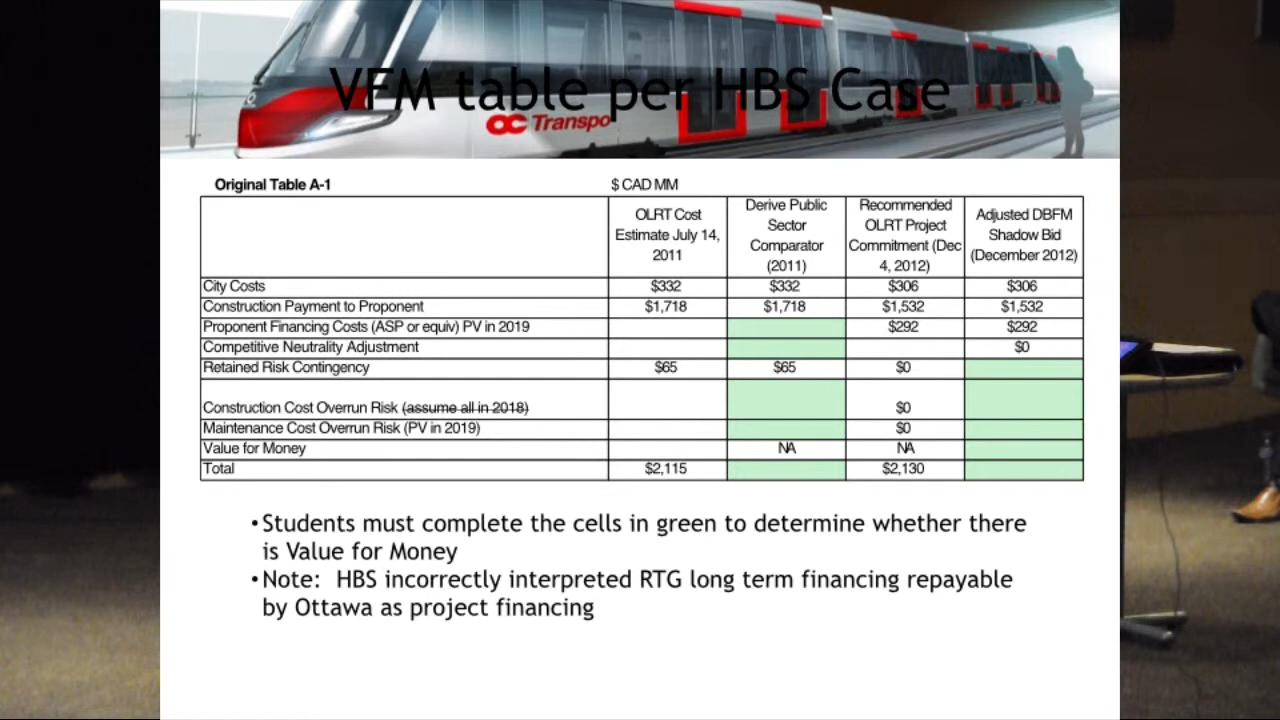 VFM table per HBS Case
OC Transpo
Original Table A-1 $ CAD MM
OLRT Cost Estimate July 14, 2011 Derive Public Sector Comparator (2011) Recommended OLRT Project Commitment (Dec 4, 2012) Adjusted DBFM Shadow Bid (December 2012)
City Costs $332 $332 $306 $306
Construction Payment to Proponent $1,718 $1,718 $1,532 $1,532
Proponent Financing Costs (ASP or equiv) PV in 2019 $292 $292
Competitive Neutrality Adjustment $0
Retained Risk Contingency $65 $65 $0
Construction Cost Overrun Risk (assume all in 2018) $0
Maintenance Cost Overrun Risk (PV in 2019) $0
Value for Money NA NA
Total $2,115 $2,130
•Students must complete the cells in green to determine whether there
is Value for Money
•Note: HBS incorrectly interpreted RTG long term financing repayable
by Ottawa as project financing